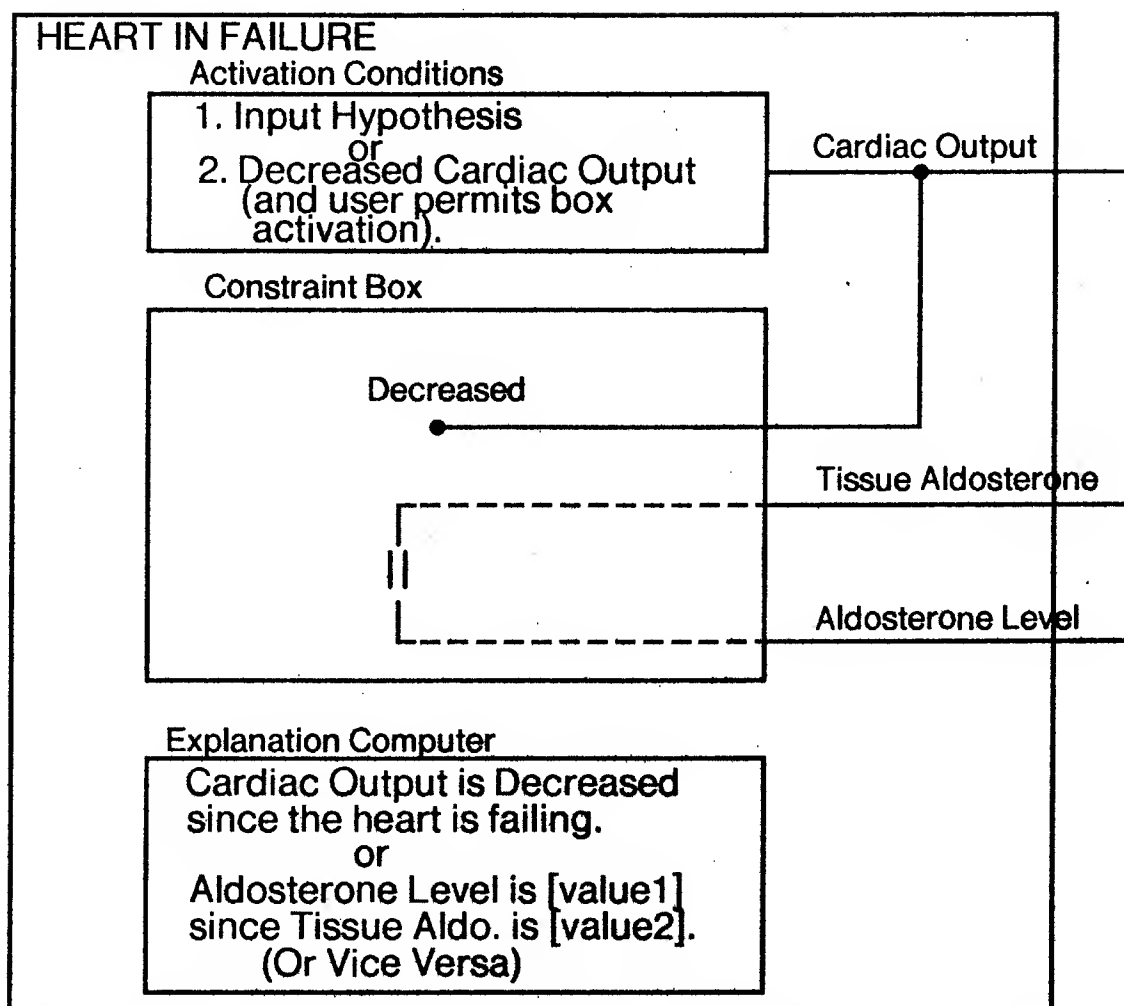 HEART IN FAILURE
Activation Conditions
1. Input Hypothesis
or
2. Decreased Cardiac Output
(and user permits box
activation).
Cardiac Output
Constraint Box
Decreased
Tissue Aldosterone
Aldosterone Level
Explanation Computer
Cardiac Output is Decreased
since the heart is failing.
or
Aldosterone Level is [value1]
since Tissue Aldo. is [value2].
(Or Vice Versa)